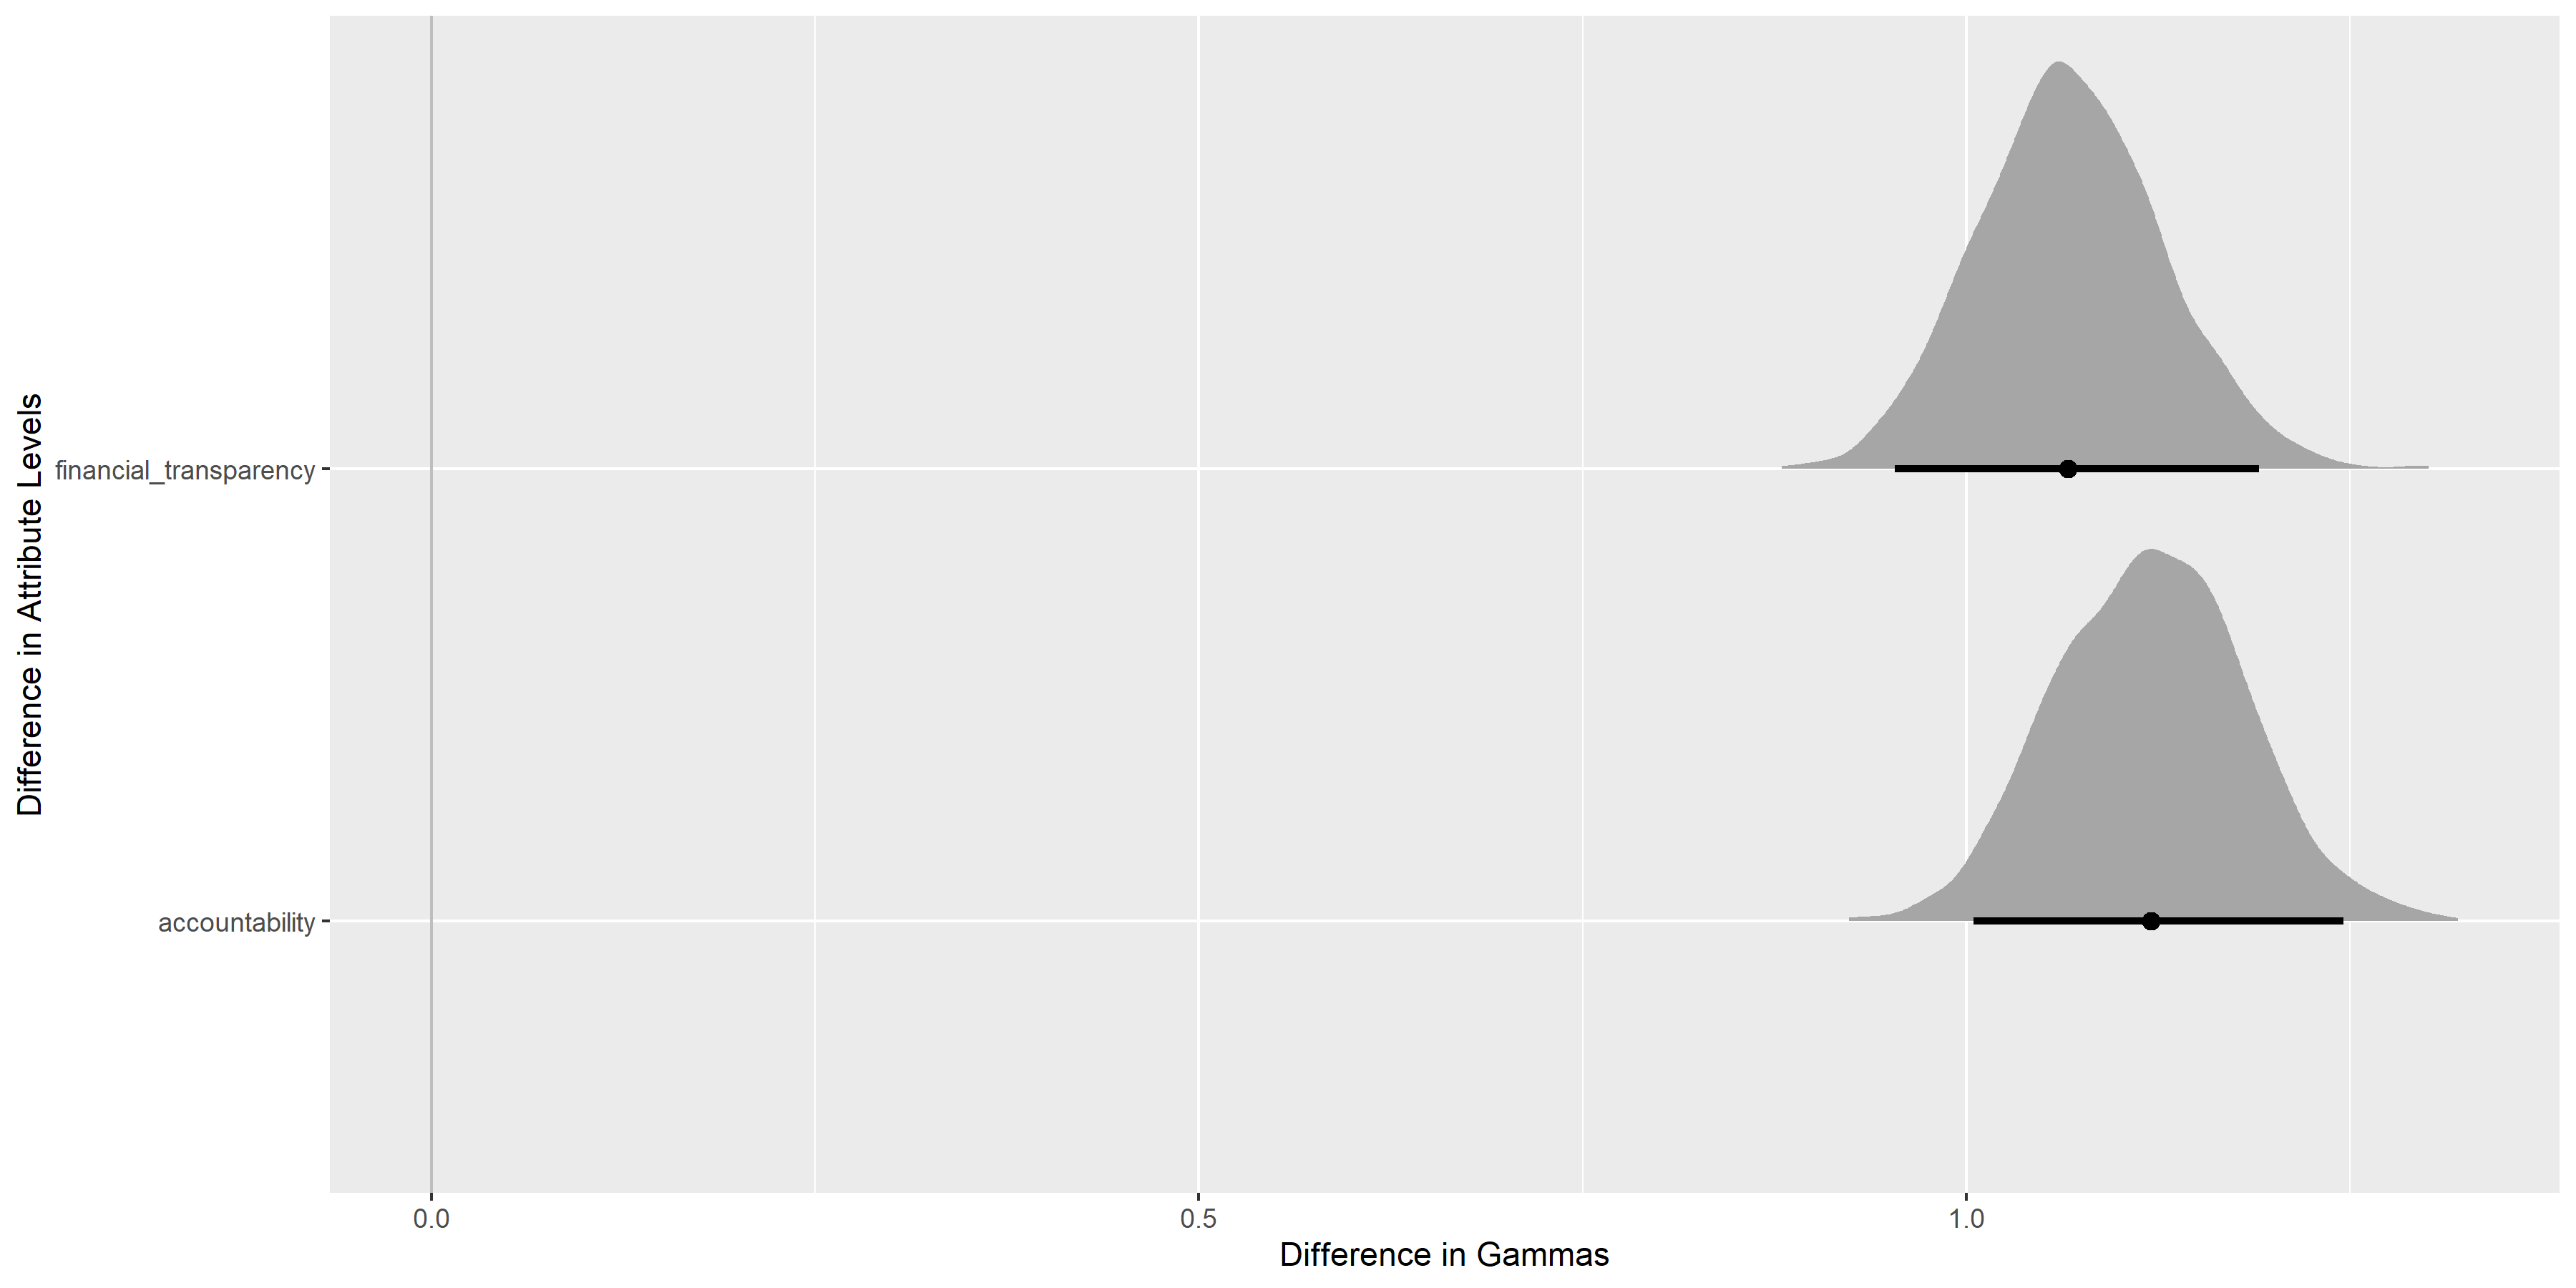 Difference in Attribute Levels
financial_transparency
accountability
0.0
0.5
1.0
Difference in Gammas